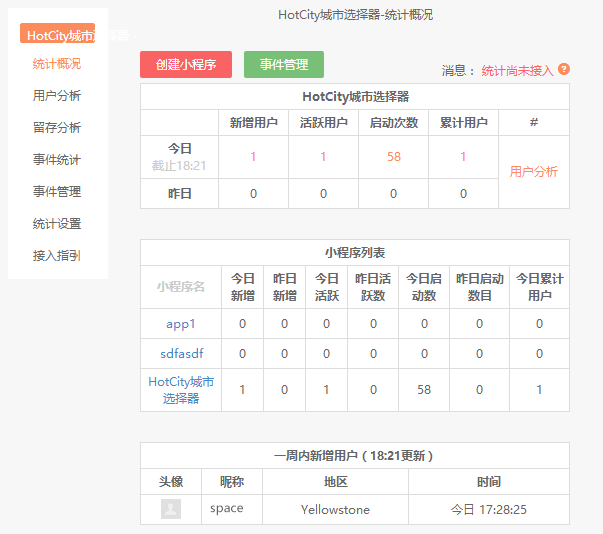 HotCity城市选择器-统计概况
HotCity城市选择器 -
统计概况
用户分析
留存分析
事件统计
事件管理
统计设置
接入指引
创建小程序 事件管理 消息： 统计尚未接入 ?
HotCity城市选择器
新增用户 活跃用户 启动次数 累计用户 #
今日
截止18:21
1 1 58 1
用户分析
昨日 0 0 0 0
小程序列表
小程序名 今日新增 昨日新增 今日活跃 昨日活跃数 今日启动数 昨日启动数目 今日累计用户
app1 0 0 0 0 0 0 0
sdfasdf 0 0 0 0 0 0 0
HotCity城市选择器 1 0 1 0 58 0 1
一周内新增用户 ( 18:21更新 )
头像 昵称 地区 时间
space Yellowstone 今日 17:28:25